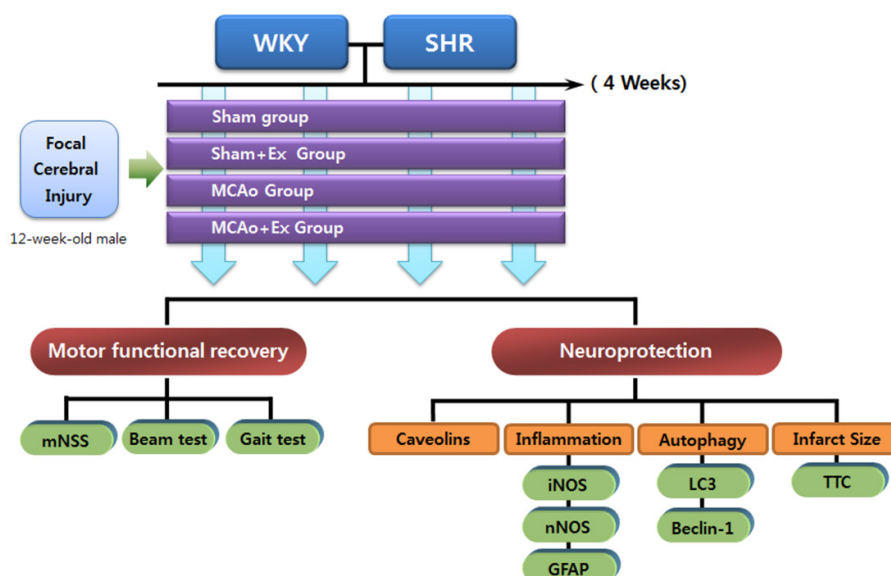 WKY
SHR
( 4 Weeks)
Sham group
Sham+Ex Group
MCAo Group
MCAo+Ex Group
Focal
Cerebral
Injury
12-week-old male
Motor functional recovery
Neuroprotection
mNSS
Beam test
Gait test
Caveolins
Inflammation
Autophagy
Infarct Size
iNOS
LC3
TTC
nNOS
Beclin-1
GFAP